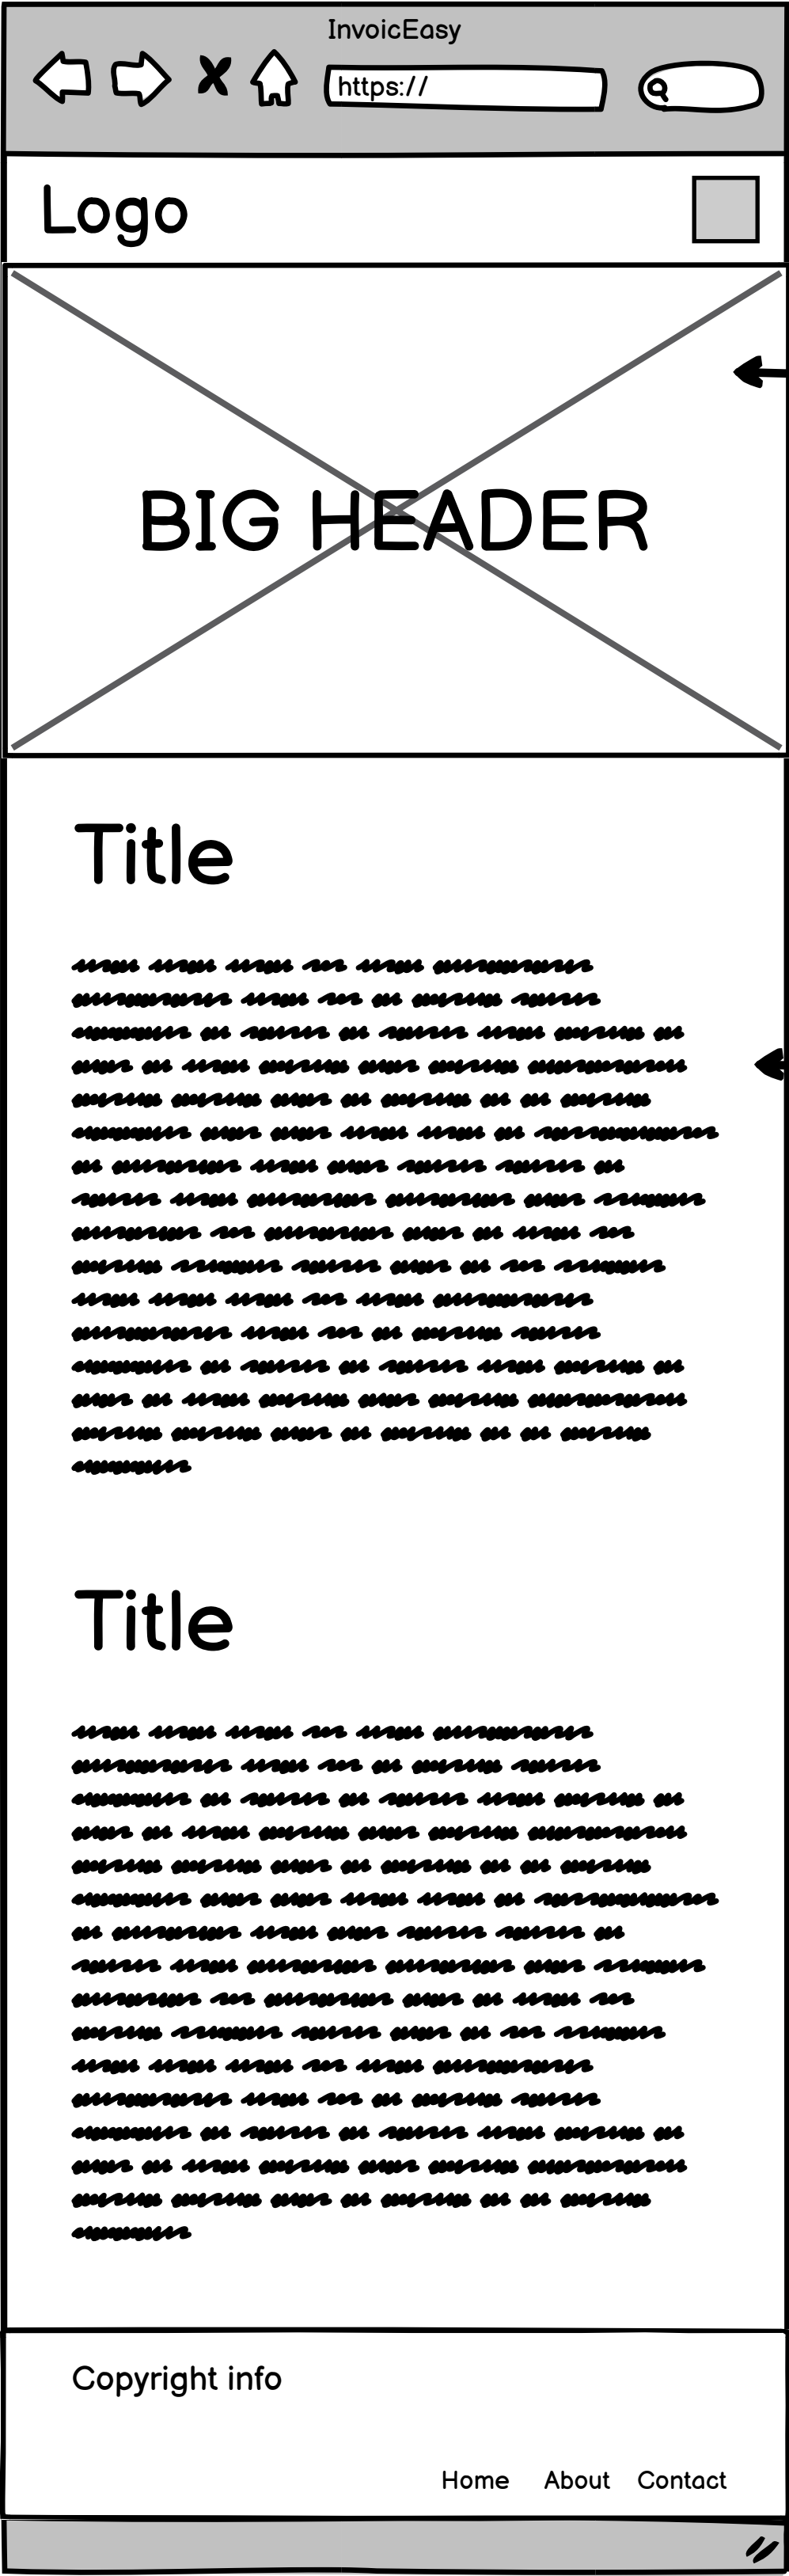 InvoicEasy
https://
Logo
BIG HEADER
Title
Title
Copyright info
Home About Contact